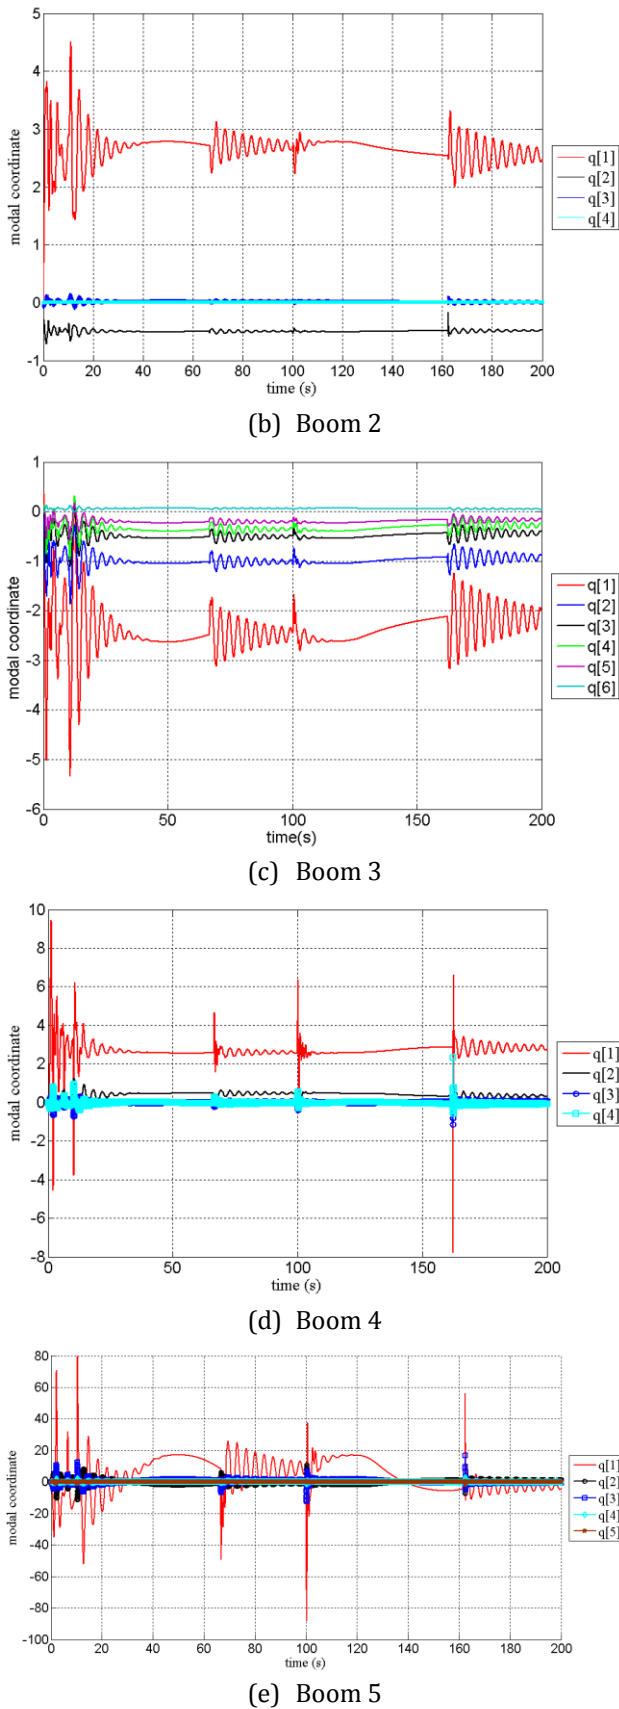 5
4
3
2
1
0
-1
0 20 40 60 80 100 120 140 160 180 200
modal coordinate
time (s)
q[1]
q[2]
q[3]
q[4]
(b) Boom 2
1
0
-1
-2
-3
-4
-5
-6
0 50 100 150 200
modal coordinate
time(s)
q[1]
q[2]
q[3]
q[4]
q[5]
q[6]
(c) Boom 3
10
8
6
4
2
0
-2
-4
-6
-8
0 50 100 150 200
modal coordinate
time (s)
q[1]
q[2]
q[3]
q[4]
(d) Boom 4
80
60
40
20
0
-20
-40
-60
-80
-100
0 20 40 60 80 100 120 140 160 180 200
modal coordinate
time (s)
q[1]
q[2]
q[3]
q[4]
q[5]
(e) Boom 5